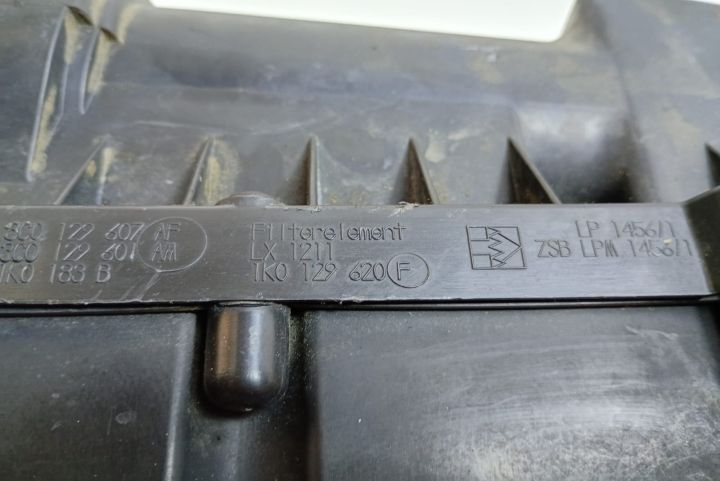 3C0 122 607 AF
3C0 122 601 AM
1K0 183 B
Filterelement
LX 1211
1K0 129 620 F
LP 1456/1
ZSB LPM 1456/1